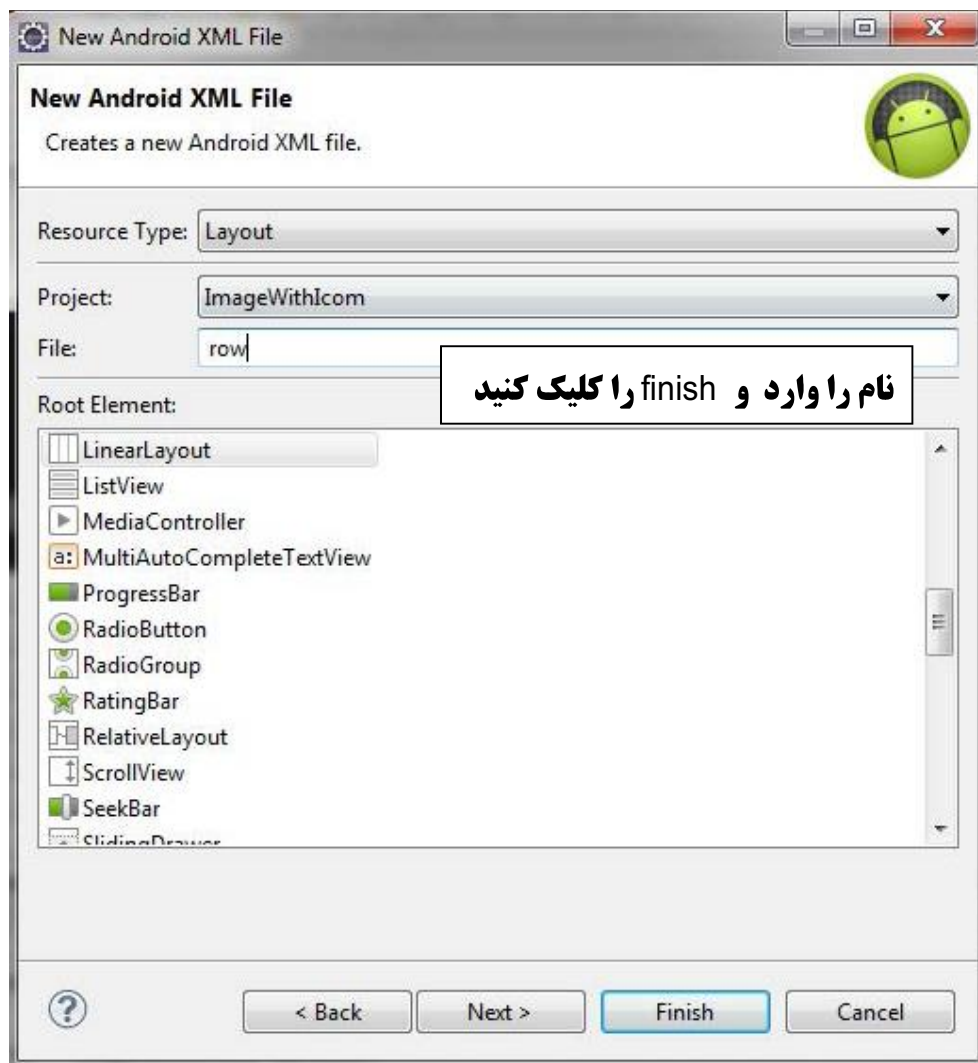 New Android XML File
New Android XML File
Creates a new Android XML file.
Resource Type: Layout
Project: ImageWithIcom
File: row
نام را وارد و finish را کلیک کنید
Root Element:
LinearLayout
ListView
MediaController
a: MultiAutoCompleteTextView
ProgressBar
RadioButton
RadioGroup
RatingBar
RelativeLayout
ScrollView
SeekBar
SlidingDrawer
? < Back Next > Finish Cancel